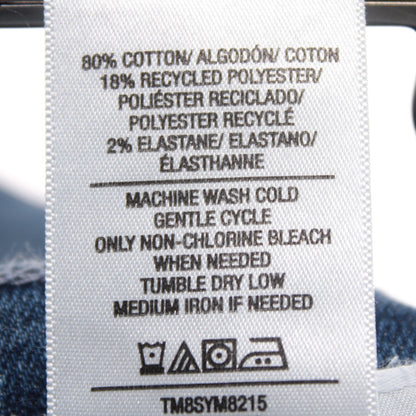 80% COTTON/ ALGODÓN/ COTON
18% RECYCLED POLYESTER/
POLIÉSTER RECICLADO/
POLYESTER RECYCLÉ
2% ELASTANE/ ELASTANO/
ÉLASTHANNE
MACHINE WASH COLD
GENTLE CYCLE
ONLY NON-CHLORINE BLEACH
WHEN NEEDED
TUMBLE DRY LOW
MEDIUM IRON IF NEEDED
TM8SYM8215